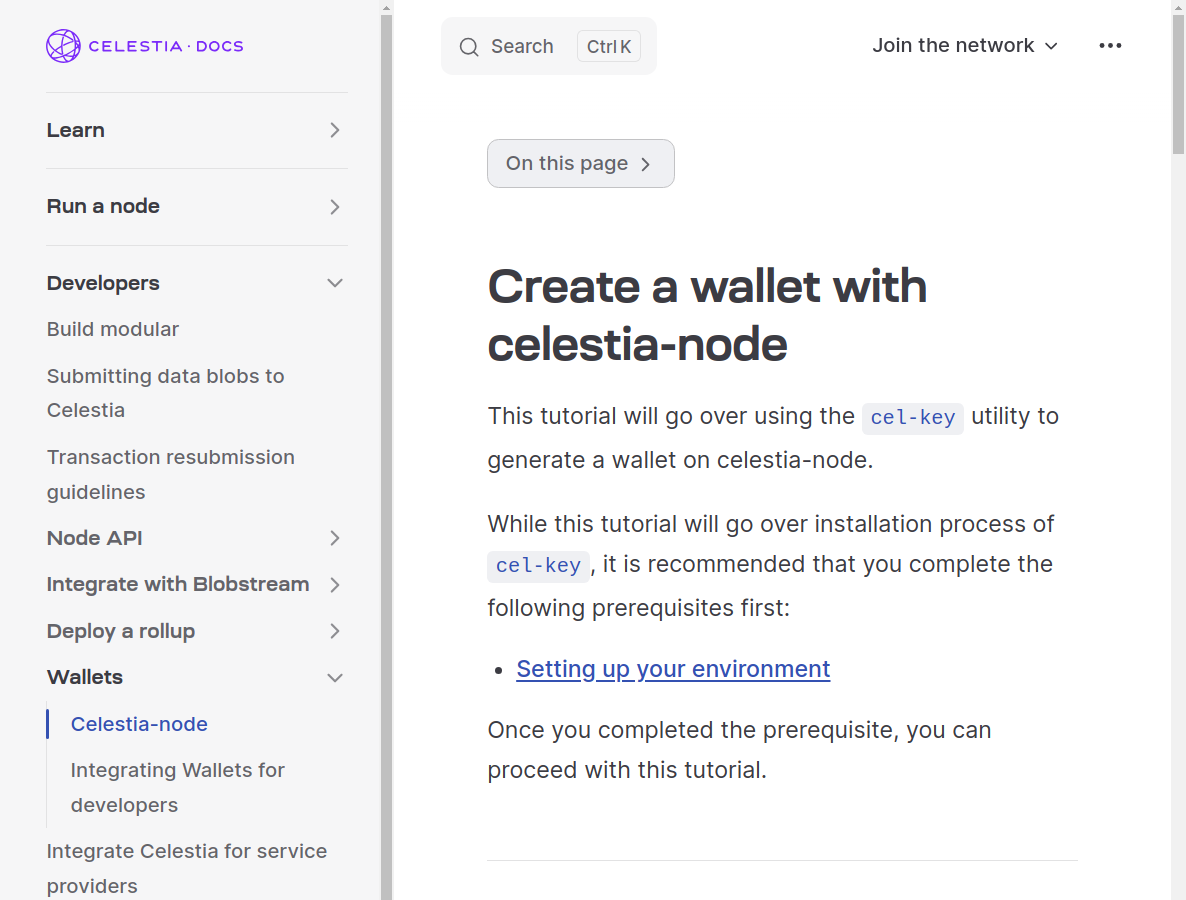 CELESTIA · DOCS
Learn
Run a node
Developers
Build modular
Submitting data blobs to
Celestia
Transaction resubmission
guidelines
Node API
Integrate with Blobstream
Deploy a rollup
Wallets
Celestia-node
Integrating Wallets for
developers
Integrate Celestia for service
providers
Search Ctrl K
Join the network
On this page
Create a wallet with
celestia-node
This tutorial will go over using the cel-key utility to
generate a wallet on celestia-node.
While this tutorial will go over installation process of
cel-key, it is recommended that you complete the
following prerequisites first:
• Setting up your environment
Once you completed the prerequisite, you can
proceed with this tutorial.